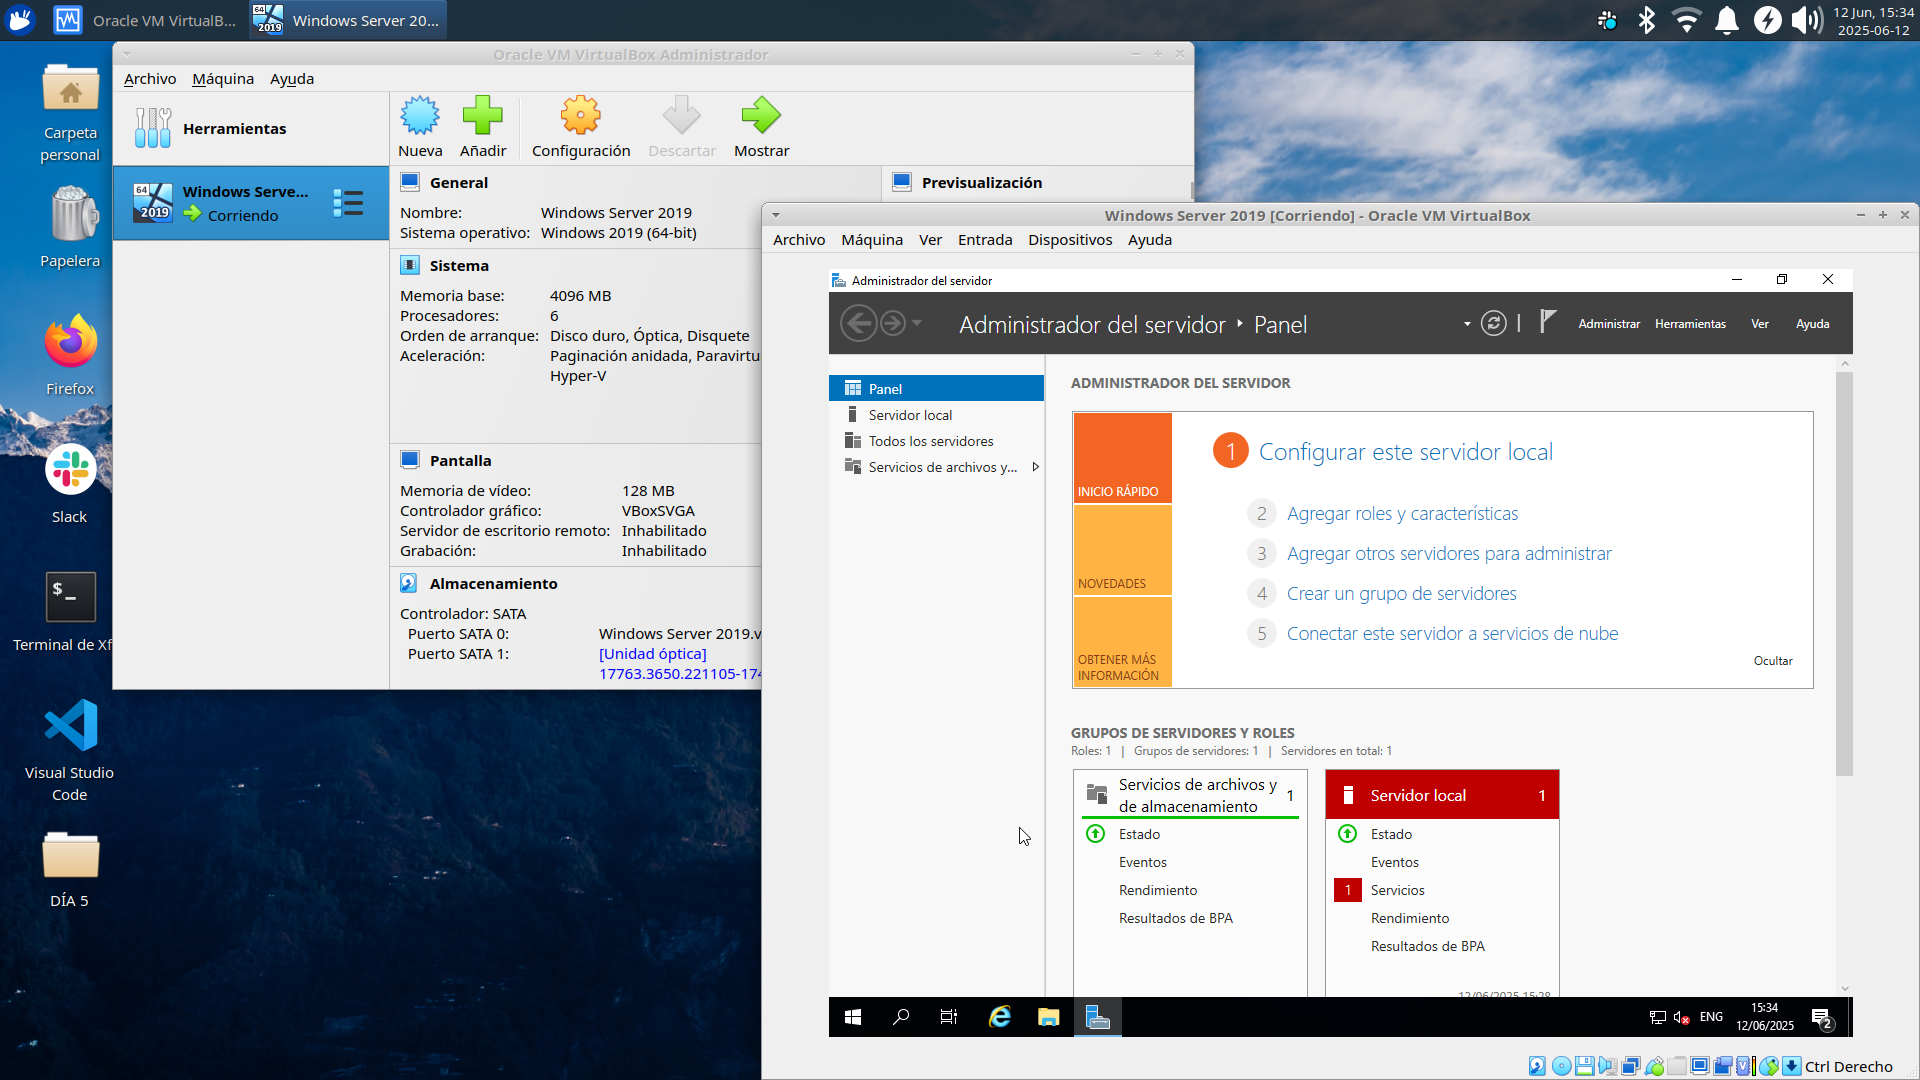 Oracle VM VirtualB...
64
2019
Windows Server 20...
12 Jun, 15:34
2025-06-12
Carpeta
personal
Papelera
Firefox
Slack
$_
Terminal de Xf
Visual Studio
Code
DÍA 5
Oracle VM VirtualBox Administrador
Archivo Máquina Ayuda
Herramientas
64
2019
Windows Serve...
Corriendo
Nueva Añadir Configuración Descartar Mostrar
General
Nombre: Windows Server 2019
Sistema operativo: Windows 2019 (64-bit)
Previsualización
Sistema
Memoria base: 4096 MB
Procesadores: 6
Orden de arranque: Disco duro, Óptica, Disquete
Aceleración: Paginación anidada, Paravirtu
Hyper-V
Pantalla
Memoria de vídeo: 128 MB
Controlador gráfico: VBoxSVGA
Servidor de escritorio remoto: Inhabilitado
Grabación: Inhabilitado
Almacenamiento
Controlador: SATA
Puerto SATA 0: Windows Server 2019.v
Puerto SATA 1: [Unidad óptica]
17763.3650.221105-174
Windows Server 2019 [Corriendo] - Oracle VM VirtualBox
Archivo Máquina Ver Entrada Dispositivos Ayuda
Administrador del servidor
Administrador del servidor Panel
Administrar Herramientas Ver Ayuda
Panel
Servidor local
Todos los servidores
Servicios de archivos y...
ADMINISTRADOR DEL SERVIDOR
INICIO RÁPIDO
NOVEDADES
OBTENER MÁS
INFORMACIÓN
1 Configurar este servidor local
2 Agregar roles y características
3 Agregar otros servidores para administrar
4 Crear un grupo de servidores
5 Conectar este servidor a servicios de nube
Ocultar
GRUPOS DE SERVIDORES Y ROLES
Roles: 1 | Grupos de servidores: 1 | Servidores en total: 1
Servicios de archivos y
de almacenamiento 1
Estado
Eventos
Rendimiento
Resultados de BPA
Servidor local 1
Estado
Eventos
1 Servicios
Rendimiento
Resultados de BPA
12/06/2025 15:28
ENG
15:34
12/06/2025
2
Ctrl Derecho